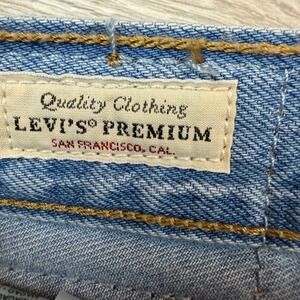 Quality Clothing
LEVI'S® PREMIUM
SAN FRANCISCO, CAL.